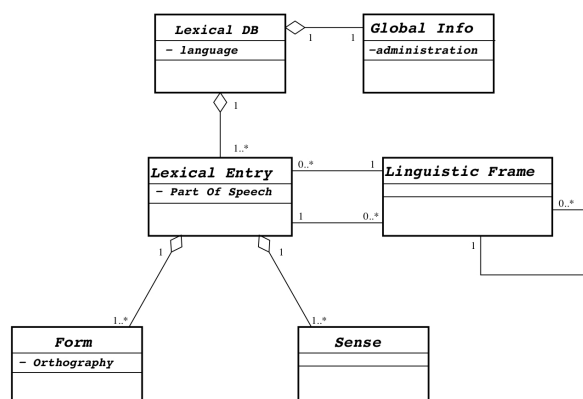 Lexical DB
- language
Global Info
-administration
1
1
1
1..*
Lexical Entry
- Part Of Speech
0..*
1
Linguistic Frame
1
0..*
0..*
1
1
1
1..*
1..*
Form
- Orthography
Sense